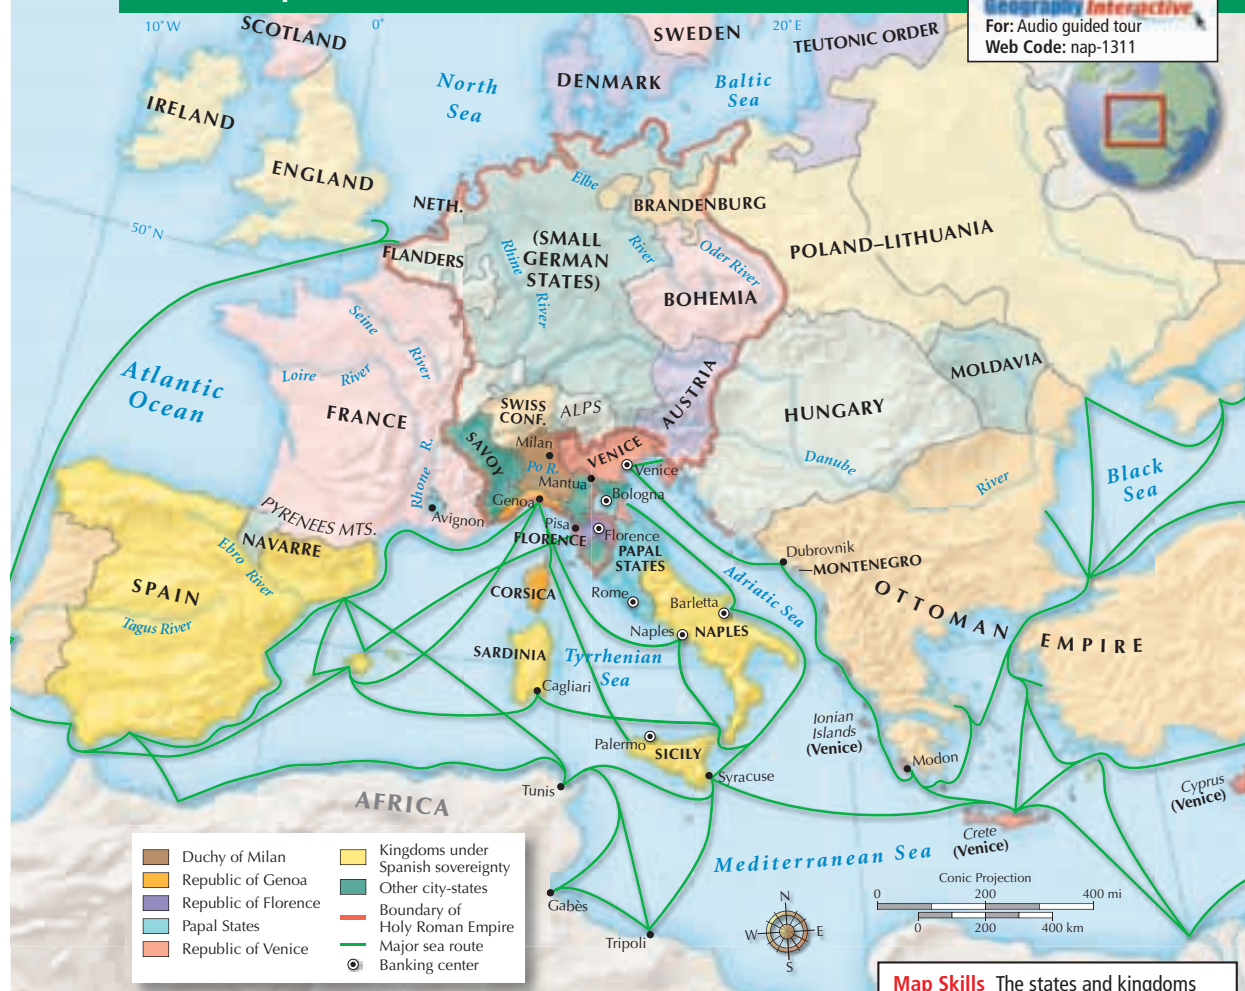 Geography Interactive
For: Audio guided tour
Web Code: nap-1311
10°W
0°
20°E
SCOTLAND
SWEDEN
TEUTONIC ORDER
North
Sea
DENMARK
Baltic
Sea
IRELAND
ENGLAND
Elbe
River
NETH.
BRANDENBURG
50°N
FLANDERS
(SMALL
GERMAN
STATES)
Rhine
River
Oder River
POLAND–LITHUANIA
BOHEMIA
Seine
River
Loire River
Atlantic
Ocean
FRANCE
SWISS
CONF.
ALPS
AUSTRIA
HUNGARY
MOLDAVIA
SAVOY
Milan
VENICE
Venice
Po R.
Mantua
Danube
River
Black
Sea
Rhone R.
Genoa
Bologna
Avignon
PYRENEES MTS.
Pisa
FLORENCE
Florence
NAVARRE
PAPAL
STATES
Dubrovnik
MONTENEGRO
Ebro River
SPAIN
CORSICA
Rome
Barletta
Adriatic Sea
OTTOMAN EMPIRE
Tagus River
Naples
NAPLES
SARDINIA
Tyrrhenian
Sea
Cagliari
Ionian
Islands
(Venice)
Palermo
SICILY
Modon
Tunis
Syracuse
Cyprus
(Venice)
AFRICA
Crete
(Venice)
Mediterranean Sea
Gabès
Tripoli
Duchy of Milan
Republic of Genoa
Republic of Florence
Papal States
Republic of Venice
Kingdoms under
Spanish sovereignty
Other city-states
Boundary of
Holy Roman Empire
Major sea route
Banking center
N
W
E
S
Conic Projection
0 200 400 mi
0 200 400 km
Map Skills The states and kingdoms